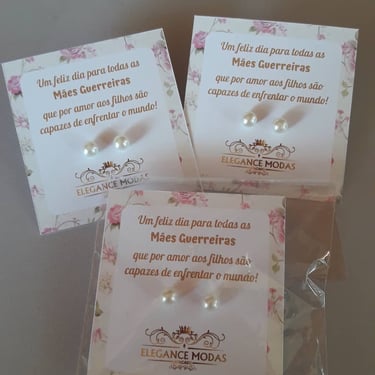 Um feliz dia para todas as
Mães Guerreiras
que por amor aos filhos são
capazes de enfrentar o mundo!
ELEGANCE MODAS
Um feliz dia para todas as
Mães Guerreiras
que por amor aos filhos são
capazes de enfrentar o mundo!
ELEGANCE MODAS
Um feliz dia para todas as
Mães Guerreiras
que por amor aos filhos são
capazes de enfrentar o mundo!
ELEGANCE MODAS